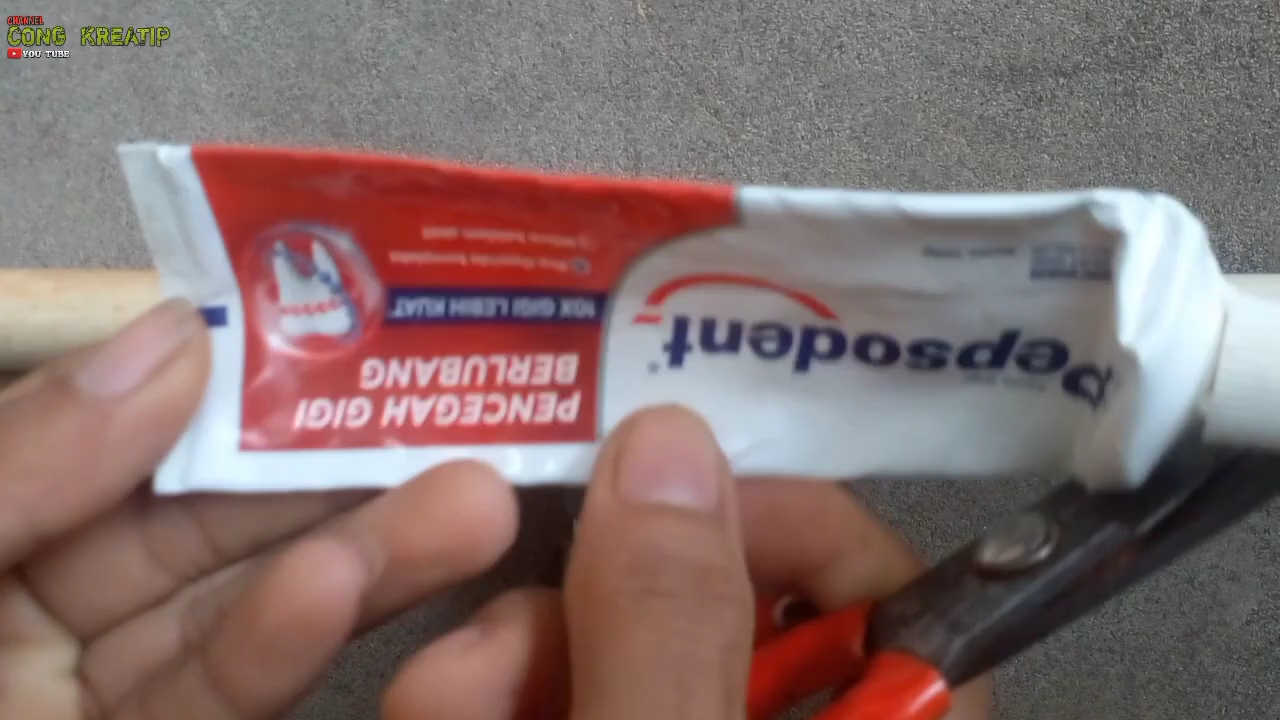 CHANNEL
CONG KREATIP
YOU TUBE
Pepsodent
PENCEGAH GIGI
BERLUBANG
10X GIGI LEBIH KUAT